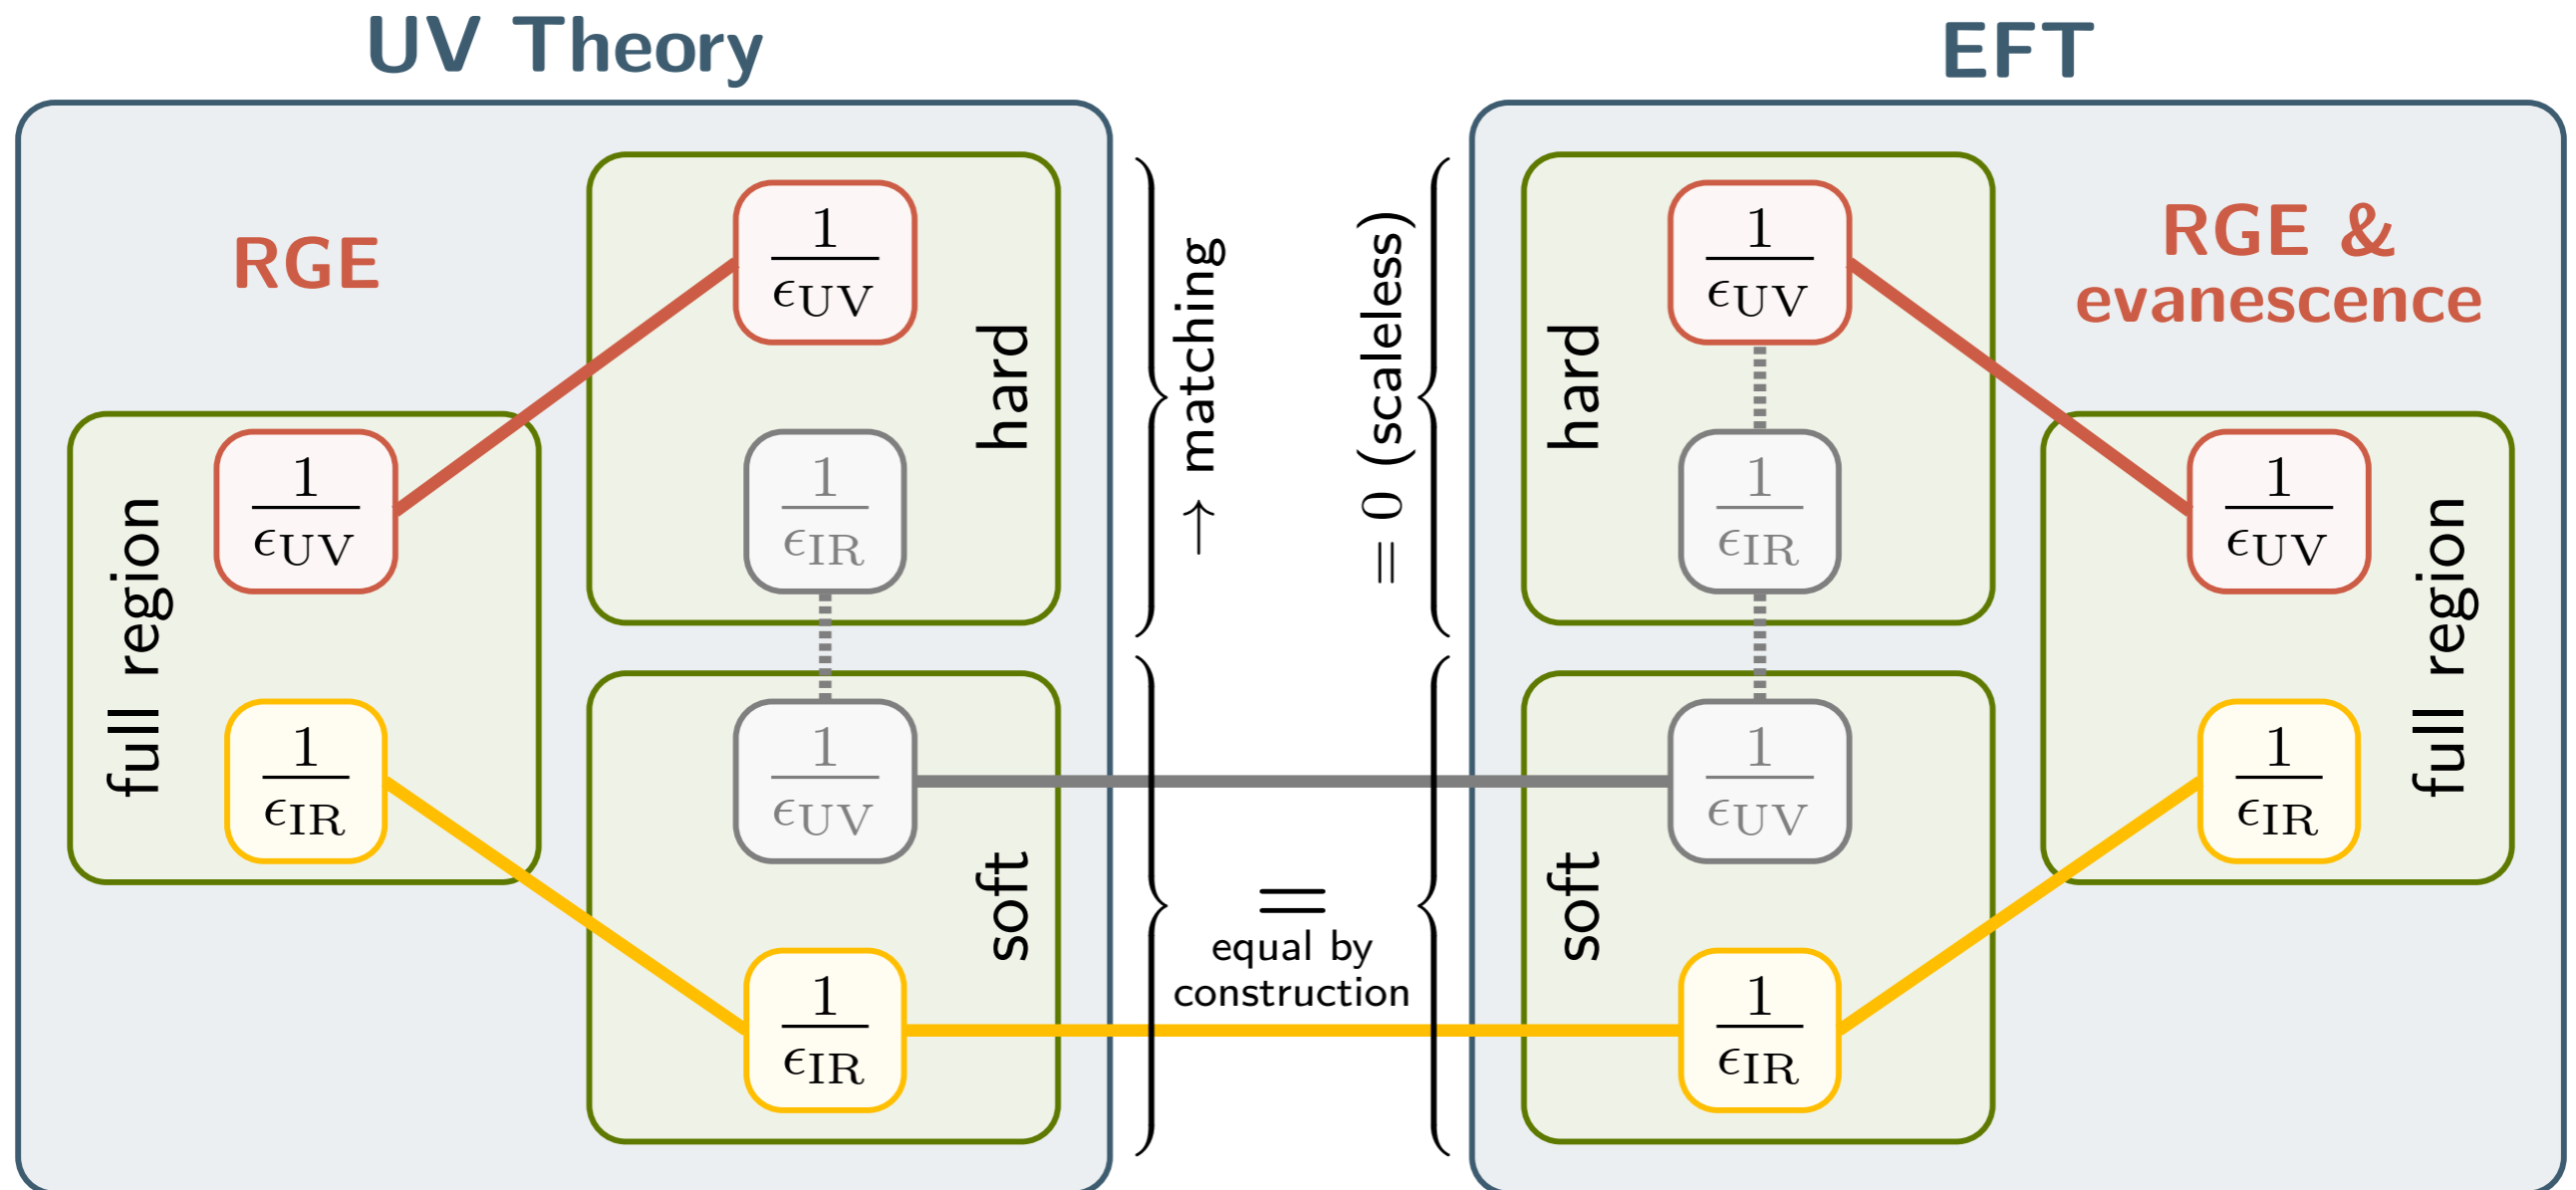 UV Theory
EFT
RGE
full region
1
ϵUV
1
ϵIR
1
ϵUV
1
ϵIR
hard
1
ϵUV
1
ϵIR
soft
→ matching
= 0 (scaleless)
=
equal by
construction
hard
1
ϵUV
1
ϵIR
soft
1
ϵUV
1
ϵIR
RGE &
evanescence
1
ϵUV
1
ϵIR
full region